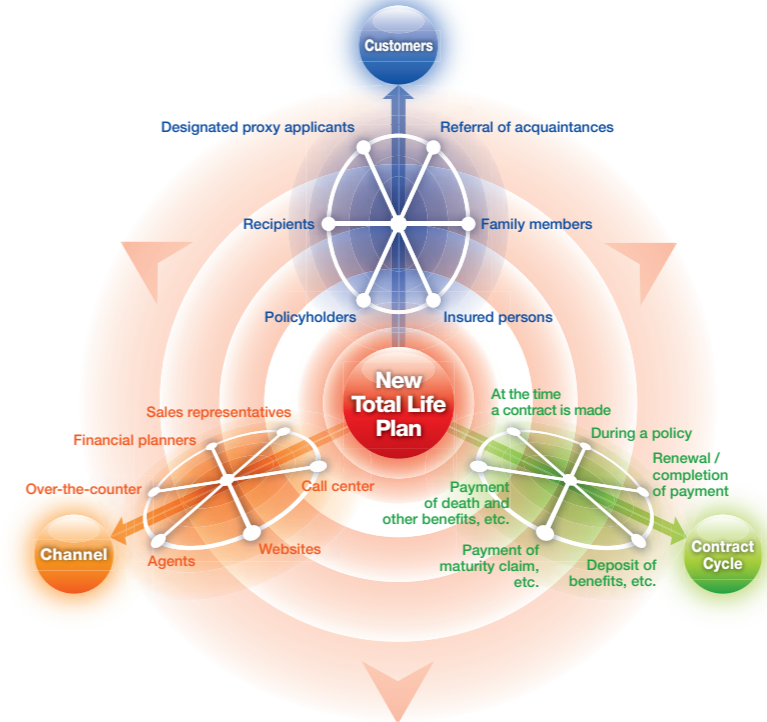 Customers
Designated proxy applicants
Referral of acquaintances
Recipients
Family members
Policyholders
Insured persons
New
Total Life
Plan
Sales representatives
Financial planners
Over-the-counter
Call center
Channel
Agents
Websites
At the time
a contract is made
During a policy
Renewal /
completion
of payment
Payment
of death and
other benefits, etc.
Payment of
maturity claim,
etc.
Deposit of
benefits, etc.
Contract
Cycle